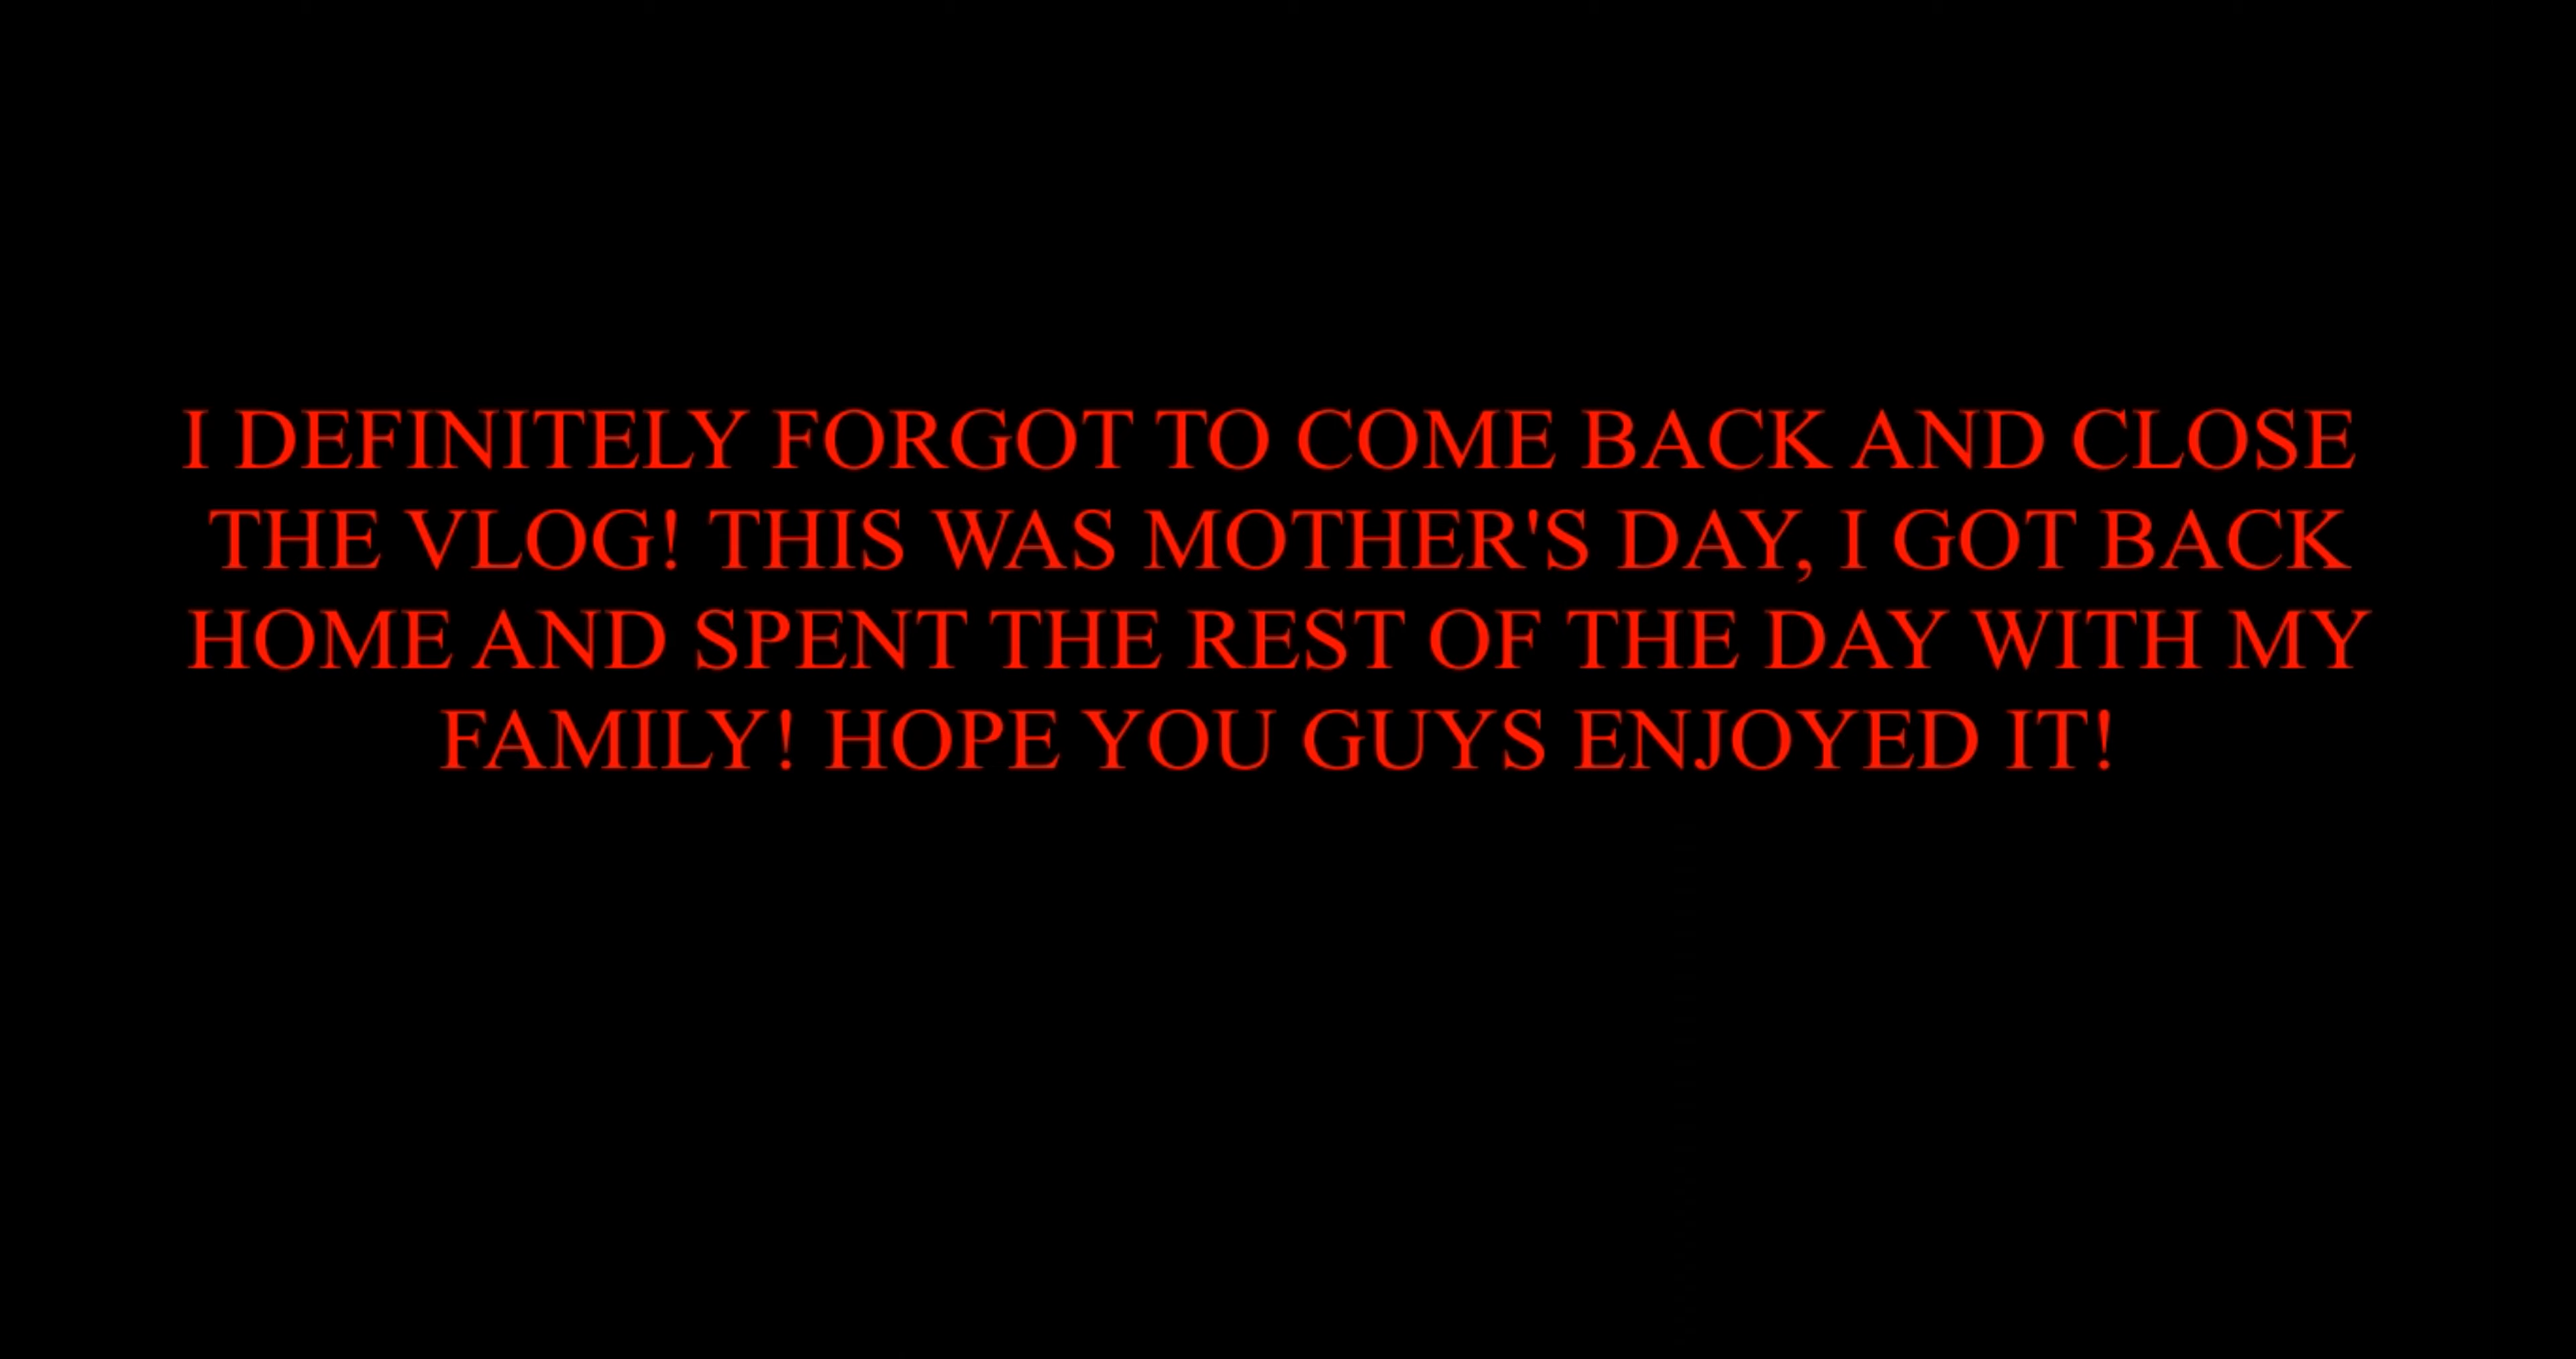 I DEFINITELY FORGOT TO COME BACK AND CLOSE
THE VLOG! THIS WAS MOTHER'S DAY, I GOT BACK
HOME AND SPENT THE REST OF THE DAY WITH MY
FAMILY! HOPE YOU GUYS ENJOYED IT!